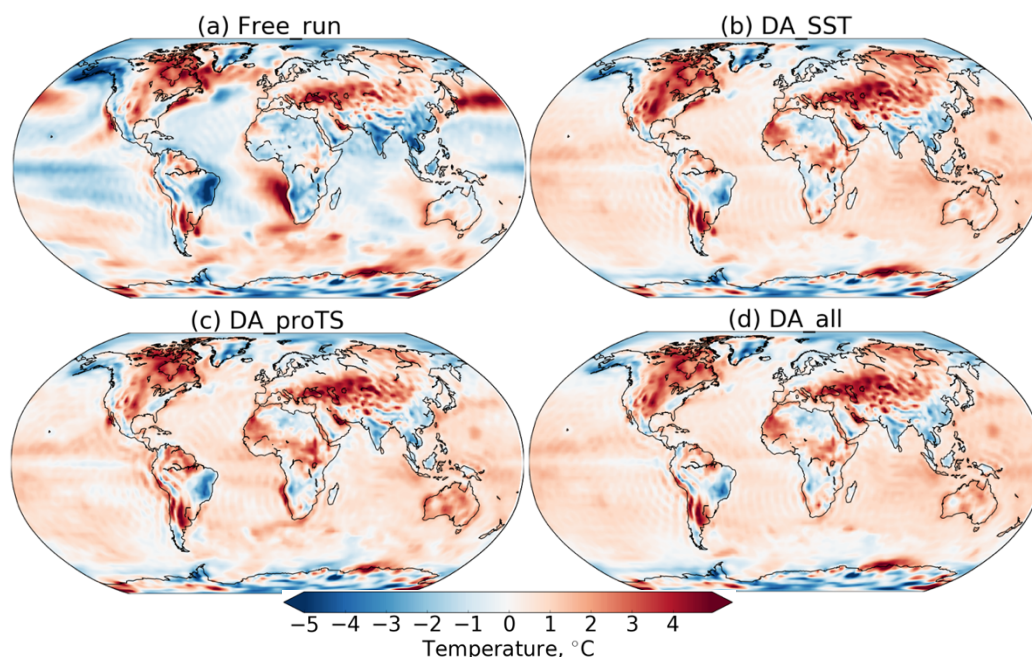 (a) Free_run
(b) DA_SST
(c) DA_proTS
(d) DA_all
−5 −4 −3 −2 −1 0 1 2 3 4
Temperature, °C